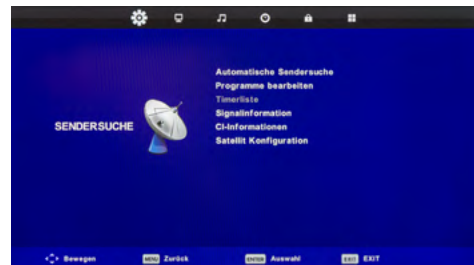 Automatische Sendersuche
Programme bearbeiten
Timerliste
SENDERSUCHE
Signalinformation
CI-Informationen
Satellit Konfiguration
Bewegen MENU Zurück ENTER Auswahl EXIT EXIT